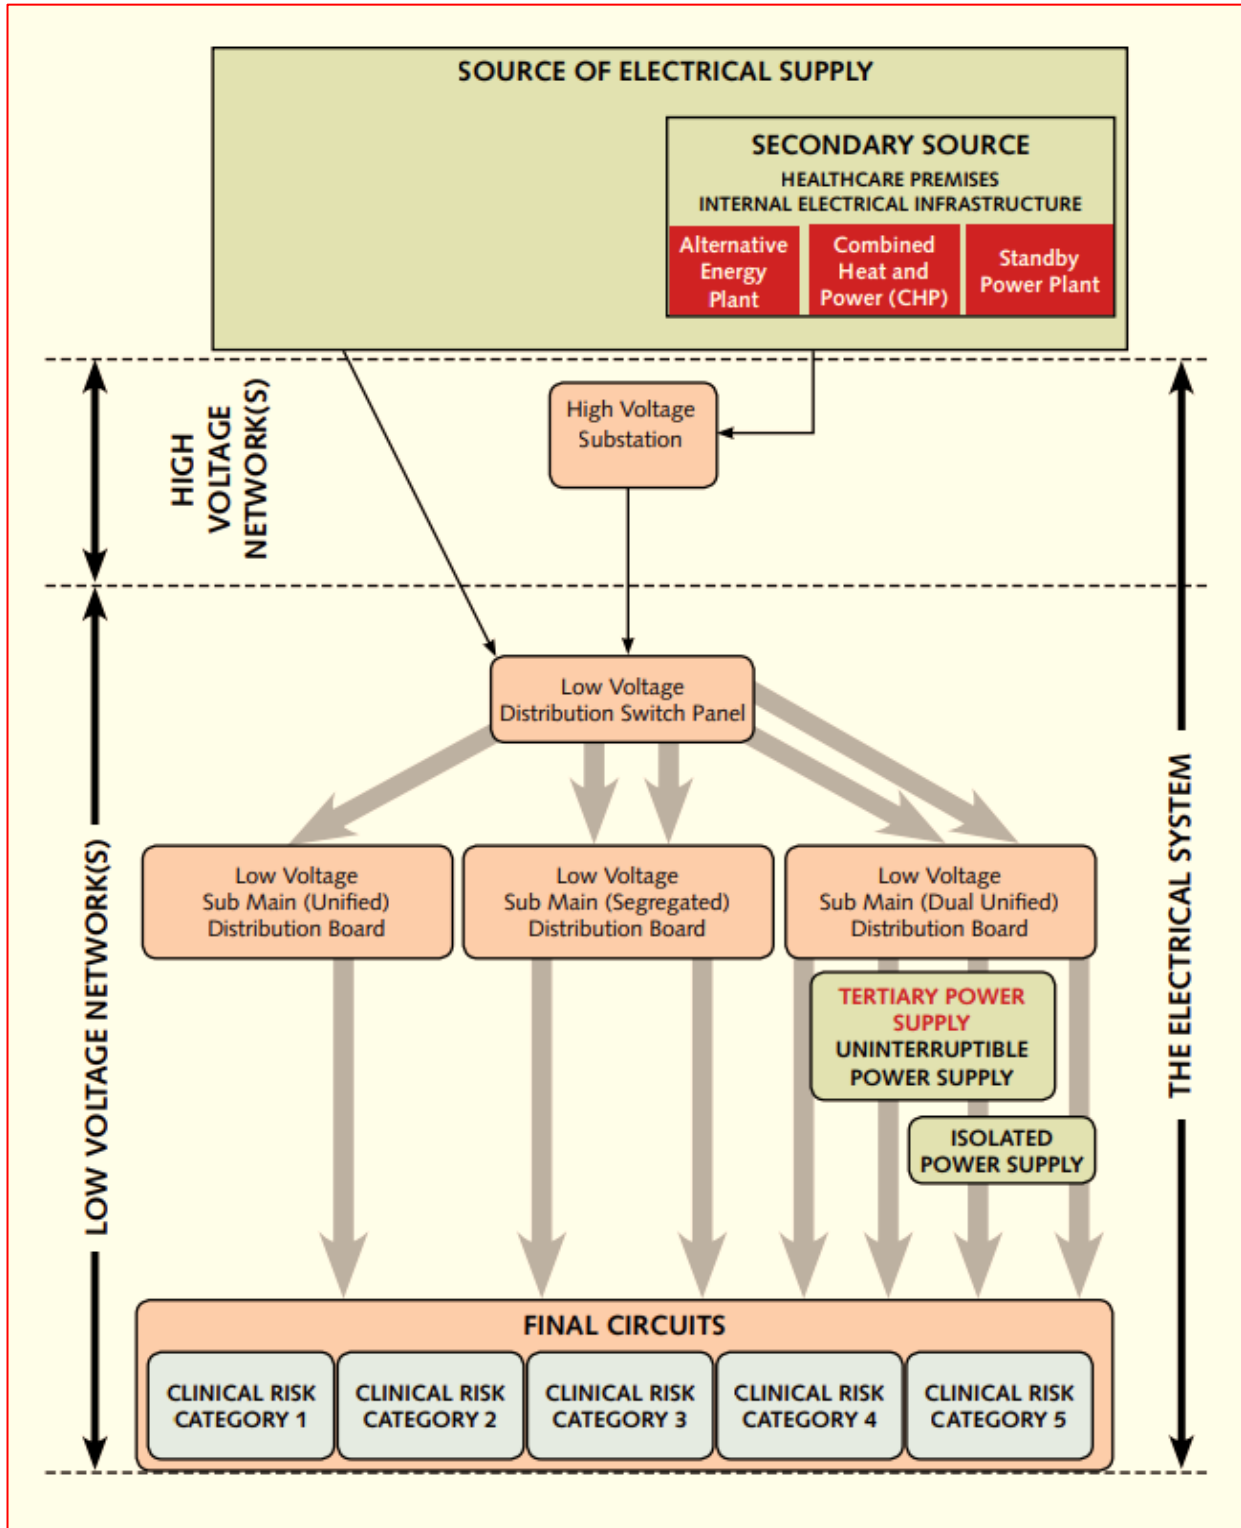 SOURCE OF ELECTRICAL SUPPLY
SECONDARY SOURCE
HEALTHCARE PREMISES
INTERNAL ELECTRICAL INFRASTRUCTURE
Alternative
Energy
Plant
Combined
Heat and
Power (CHP)
Standby
Power Plant
HIGH
VOLTAGE
NETWORK(S)
High Voltage
Substation
Low Voltage
Distribution Switch Panel
LOW VOLTAGE NETWORK(S)
THE ELECTRICAL SYSTEM
Low Voltage
Sub Main (Unified)
Distribution Board
Low Voltage
Sub Main (Segregated)
Distribution Board
Low Voltage
Sub Main (Dual Unified)
Distribution Board
TERTIARY POWER
SUPPLY
UNINTERRUPTIBLE
POWER SUPPLY
ISOLATED
POWER SUPPLY
FINAL CIRCUITS
CLINICAL RISK
CATEGORY 1
CLINICAL RISK
CATEGORY 2
CLINICAL RISK
CATEGORY 3
CLINICAL RISK
CATEGORY 4
CLINICAL RISK
CATEGORY 5